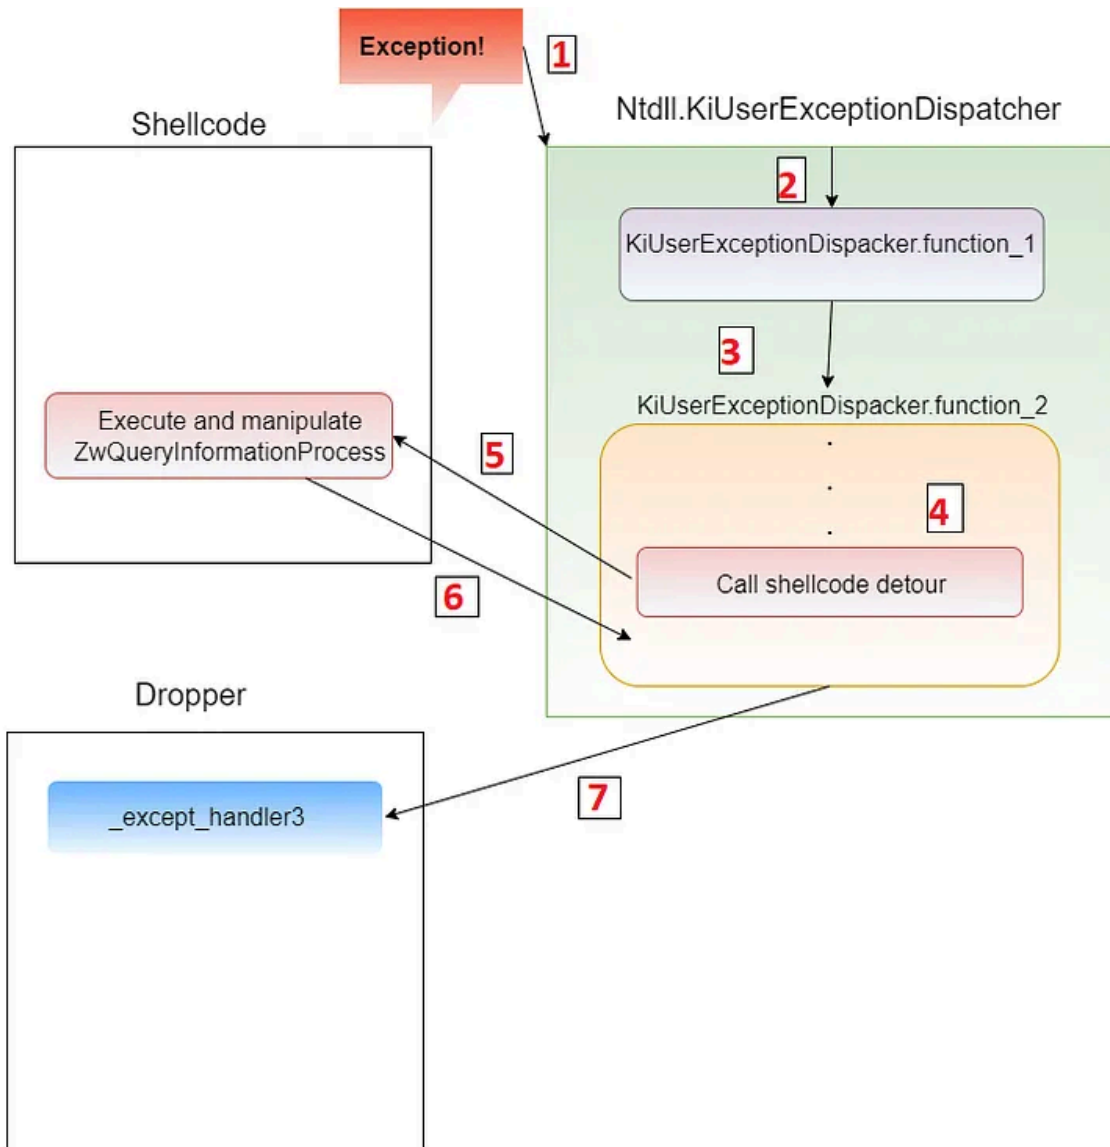 Exception!
1
Shellcode
Ntdll.KiUserExceptionDispatcher
2
KiUserExceptionDispacker.function_1
3
KiUserExceptionDispacker.function_2
.
.
.
4
Execute and manipulate
ZwQueryInformationProcess
5
Call shellcode detour
6
Dropper
7
_except_handler3